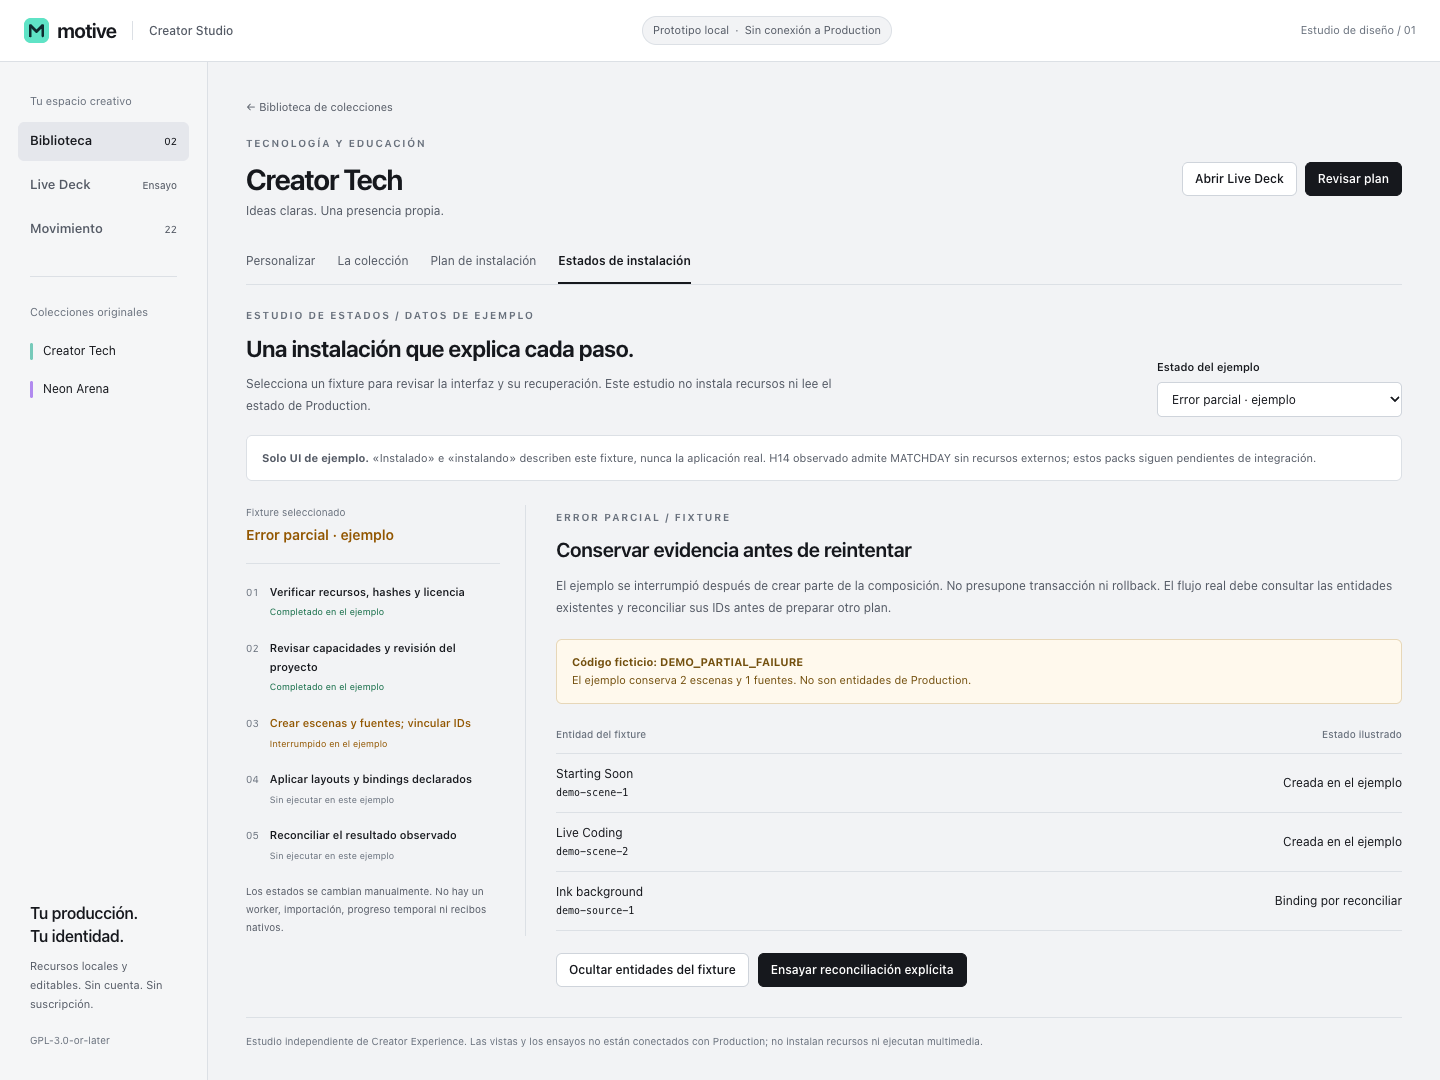 motive
Creator Studio
Prototipo local · Sin conexión a Production
Estudio de diseño / 01
Tu espacio creativo
Biblioteca 02
Live Deck Ensayo
Movimiento 22
Colecciones originales
Creator Tech
Neon Arena
Tu producción.
Tu identidad.
Recursos locales y
editables. Sin cuenta. Sin
suscripción.
GPL-3.0-or-later
← Biblioteca de colecciones
TECNOLOGÍA Y EDUCACIÓN
Creator Tech
Ideas claras. Una presencia propia.
Abrir Live Deck
Revisar plan
Personalizar La colección Plan de instalación Estados de instalación
ESTUDIO DE ESTADOS / DATOS DE EJEMPLO
Una instalación que explica cada paso.
Selecciona un fixture para revisar la interfaz y su recuperación. Este estudio no instala recursos ni lee el
estado de Production.
Estado del ejemplo
Error parcial · ejemplo
Solo UI de ejemplo. «Instalado» e «instalando» describen este fixture, nunca la aplicación real. H14 observado admite MATCHDAY sin recursos externos; estos packs siguen pendientes de integración.
Fixture seleccionado
Error parcial · ejemplo
01 Verificar recursos, hashes y licencia
Completado en el ejemplo
02 Revisar capacidades y revisión del
proyecto
Completado en el ejemplo
03 Crear escenas y fuentes; vincular IDs
Interrumpido en el ejemplo
04 Aplicar layouts y bindings declarados
Sin ejecutar en este ejemplo
05 Reconciliar el resultado observado
Sin ejecutar en este ejemplo
Los estados se cambian manualmente. No hay un
worker, importación, progreso temporal ni recibos
nativos.
ERROR PARCIAL / FIXTURE
Conservar evidencia antes de reintentar
El ejemplo se interrumpió después de crear parte de la composición. No presupone transacción ni rollback. El flujo real debe consultar las entidades
existentes y reconciliar sus IDs antes de preparar otro plan.
Código ficticio: DEMO_PARTIAL_FAILURE
El ejemplo conserva 2 escenas y 1 fuentes. No son entidades de Production.
Entidad del fixture Estado ilustrado
Starting Soon
demo-scene-1
Creada en el ejemplo
Live Coding
demo-scene-2
Creada en el ejemplo
Ink background
demo-source-1
Binding por reconciliar
Ocultar entidades del fixture
Ensayar reconciliación explícita
Estudio independiente de Creator Experience. Las vistas y los ensayos no están conectados con Production; no instalan recursos ni ejecutan multimedia.